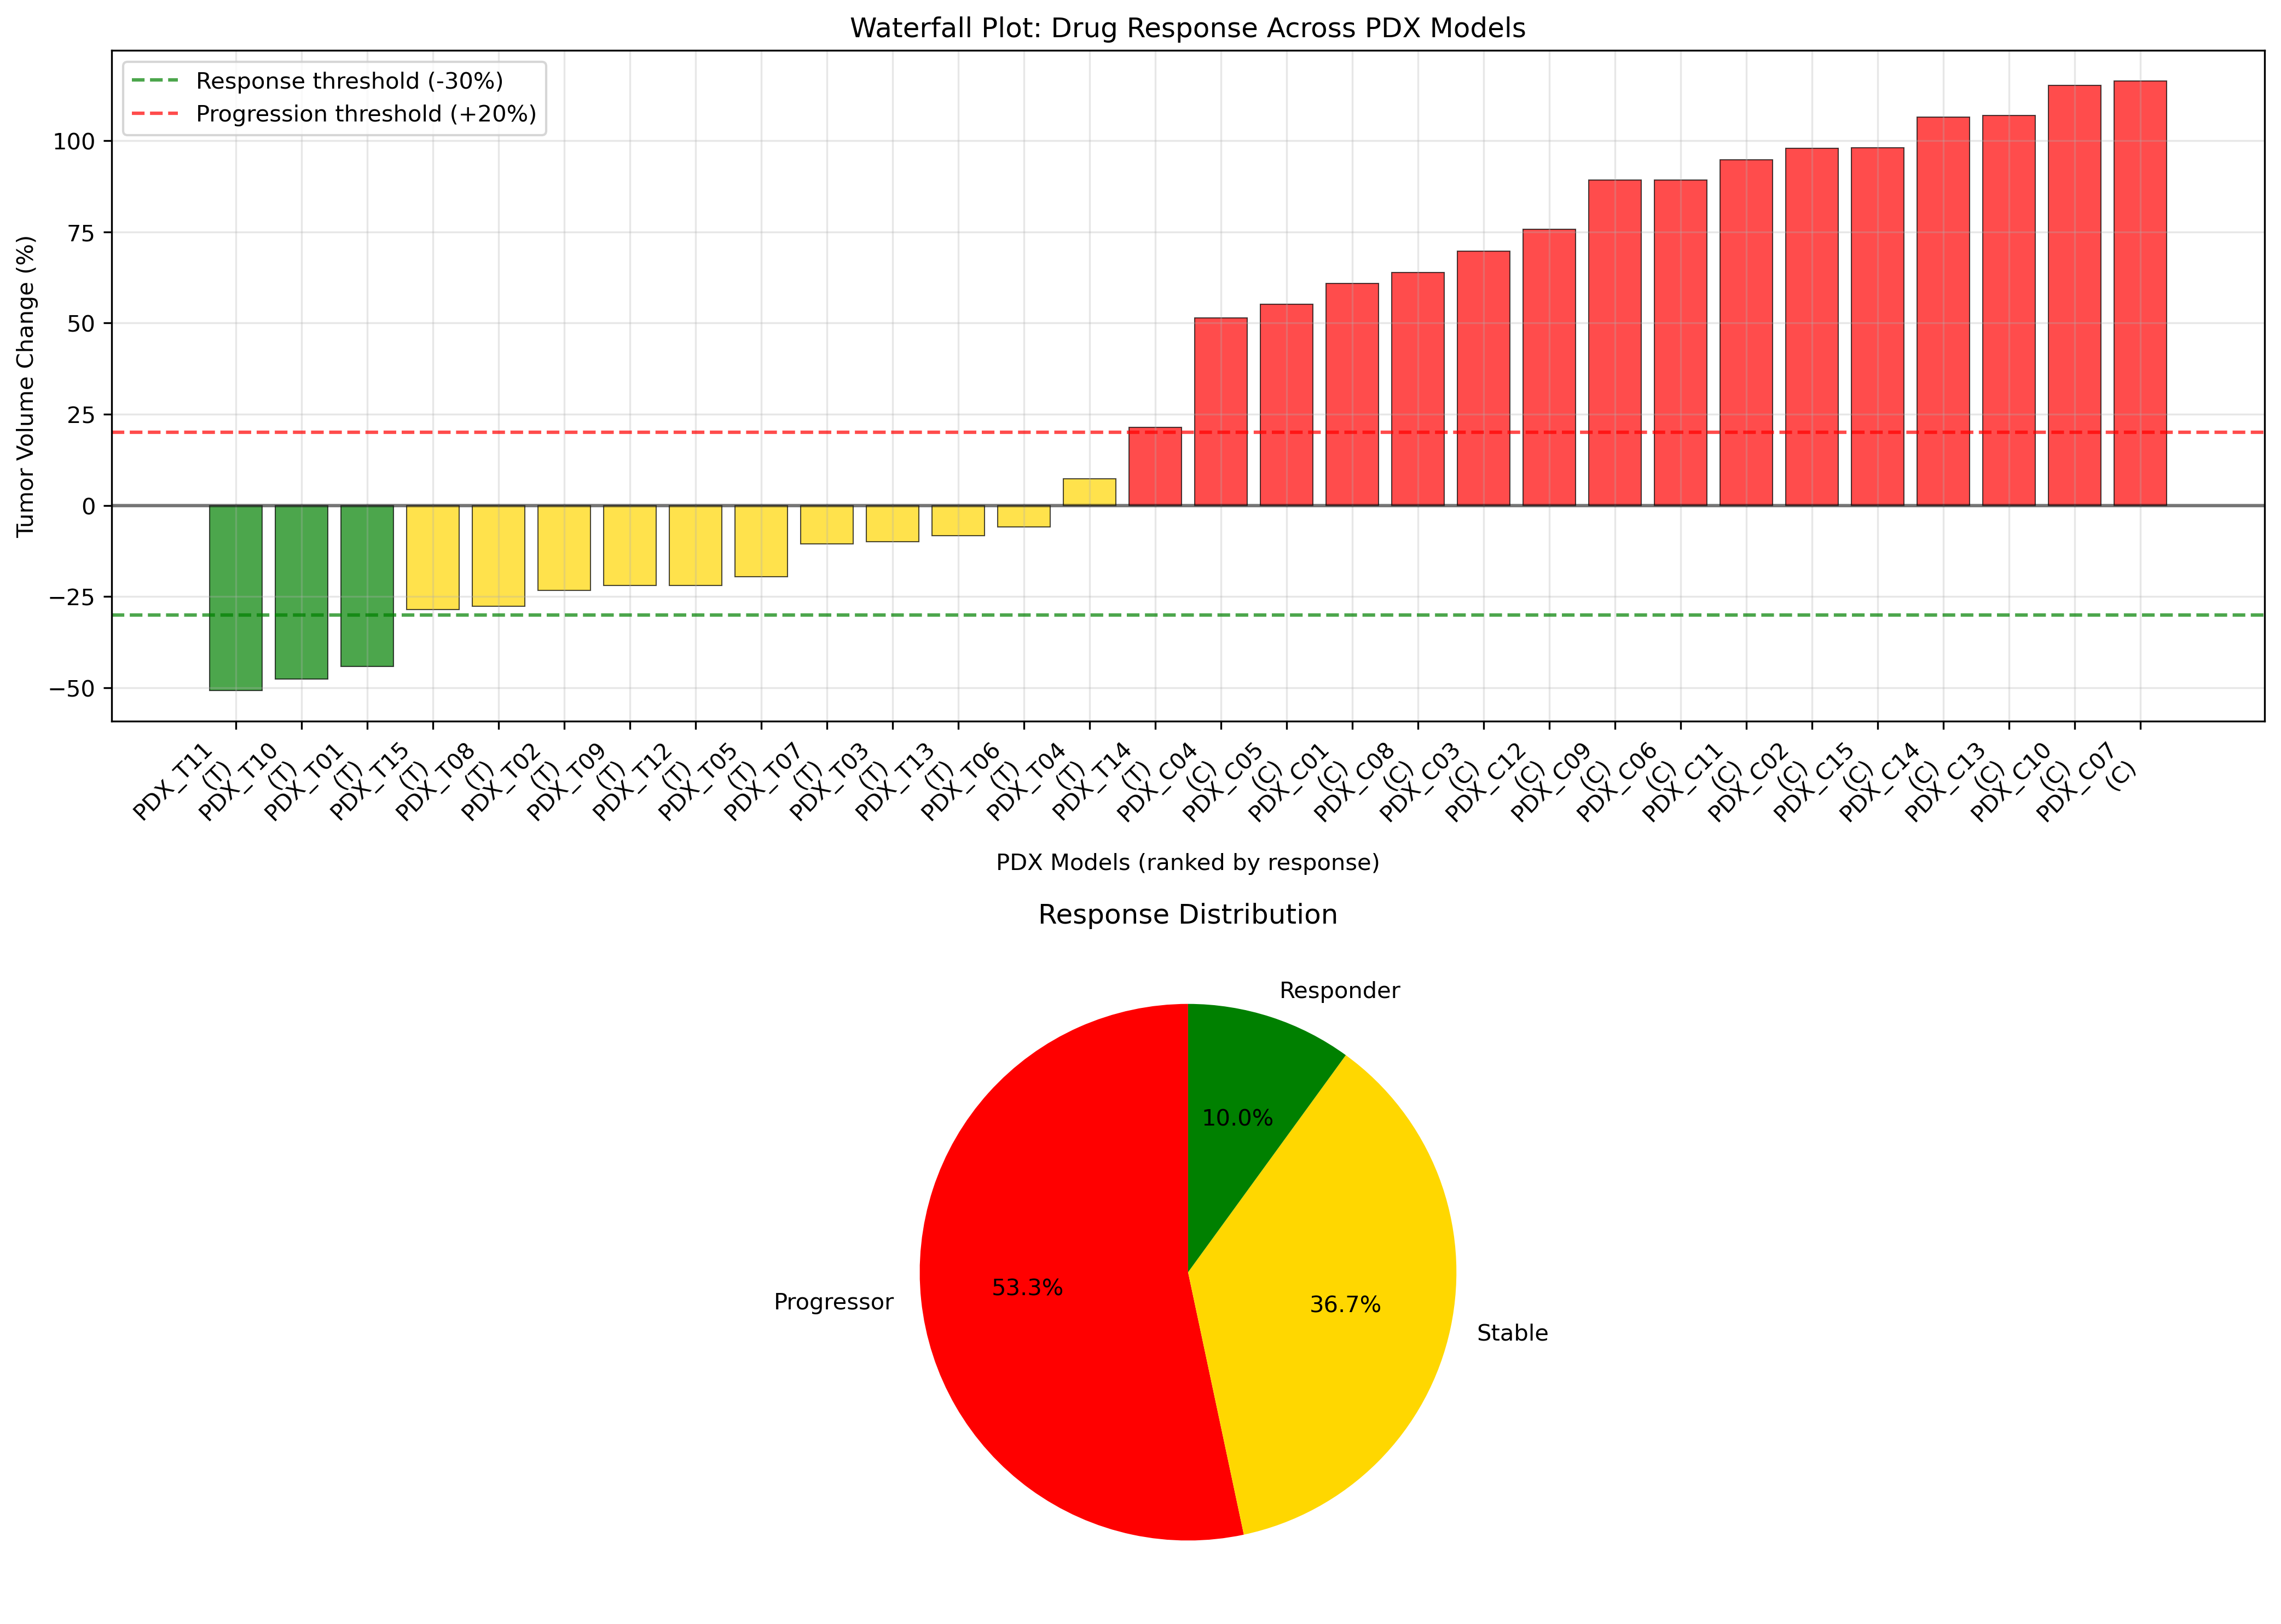 Waterfall Plot: Drug Response Across PDX Models
Response threshold (-30%)
Progression threshold (+20%)
Tumor Volume Change (%)
100
75
50
25
0
−25
−50
PDX_T11
(T)
PDX_T10
(T)
PDX_T01
(T)
PDX_T15
(T)
PDX_T08
(T)
PDX_T02
(T)
PDX_T09
(T)
PDX_T12
(T)
PDX_T05
(T)
PDX_T07
(T)
PDX_T03
(T)
PDX_T13
(T)
PDX_T06
(T)
PDX_T04
(T)
PDX_T14
(T)
PDX_C04
(C)
PDX_C05
(C)
PDX_C01
(C)
PDX_C08
(C)
PDX_C03
(C)
PDX_C12
(C)
PDX_C09
(C)
PDX_C06
(C)
PDX_C11
(C)
PDX_C02
(C)
PDX_C15
(C)
PDX_C14
(C)
PDX_C13
(C)
PDX_C10
(C)
PDX_C07
(C)
PDX Models (ranked by response)
Response Distribution
Responder
10.0%
53.3%
Progressor
36.7%
Stable